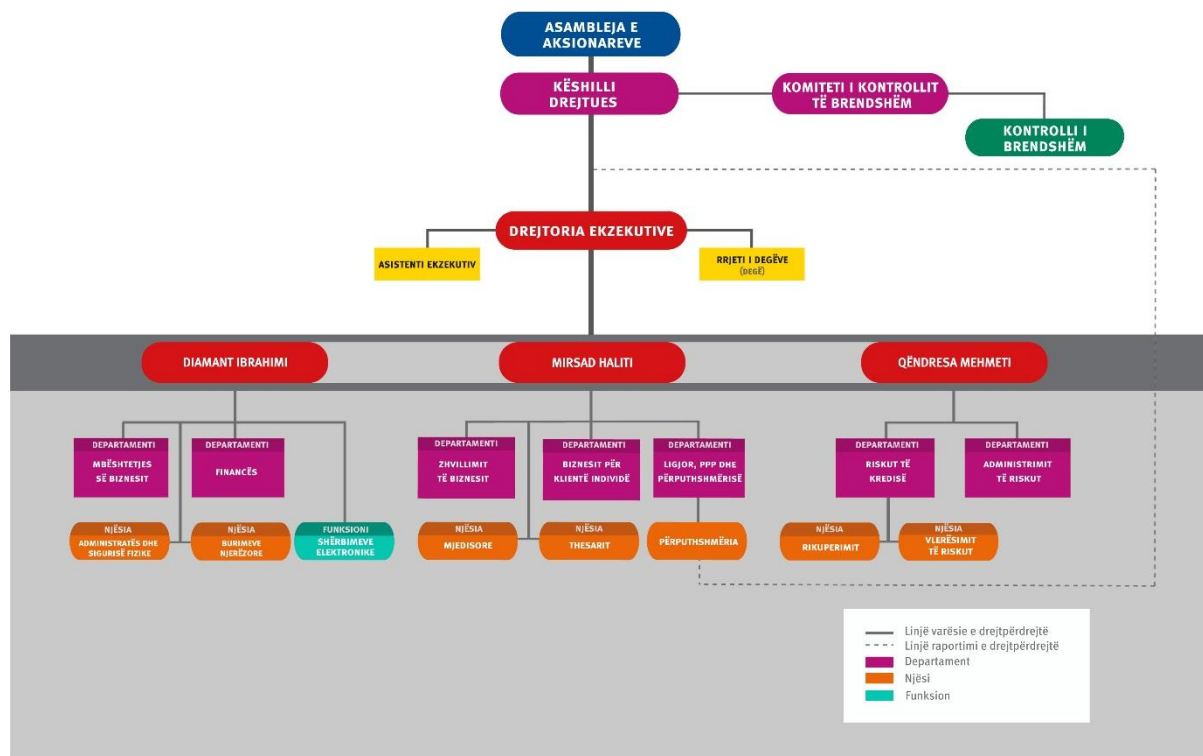 ASAMBLEJA E
AKSIONAREVE
KËSHILLI
DREJTUES
KOMITETI I KONTROLLIT
TË BRENDSHËM
KONTROLLI I
BRENDSHËM
DREJTORIA EKZEKUTIVE
ASISTENTI EKZEKUTIV
RRJETI I DEGËVE
(DEGË)
DIAMANT IBRAHIMI
MIRSAD HALITI
QËNDRESA MEHMETI
DEPARTAMENTI
MBËSHTETJES
SË BIZNESIT
DEPARTAMENTI
FINANCËS
DEPARTAMENTI
ZHVILLIMIT
TË BIZNESIT
DEPARTAMENTI
BIZNESIT PËR
KLIENTË INDIVIDË
DEPARTAMENTI
LIGJOR, PPP DHE
PËRPUTHSHMËRISË
DEPARTAMENTI
RISKUT TË
KREDISË
DEPARTAMENTI
ADMINISTRIMIT
TË RISKUT
NJËSIA
ADMINISTRATËS DHE
SIGURISË FIZIKE
NJËSIA
BURIMEVE
NJERËZORE
FUNKSIONI
SHËRBIMEVE
ELEKTRONIKE
NJËSIA
MJEDISORE
NJËSIA
THESARIT
PËRPUTHSHMËRIA
NJËSIA
RIKUPERIMIT
NJËSIA
VLERËSIMIT
TË RISKUT
Linjë varësie e drejtpërdrejtë
Linjë raportimi e drejtpërdrejtë
Departament
Njësi
Funksion